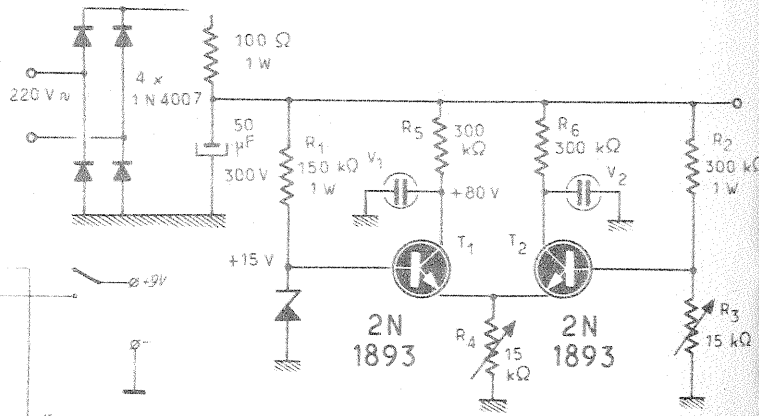 100 Ω
1 W
220 V ~
4 x
1 N 4007
50
µF
300 V
R1
150 kΩ
1 W
V1
R5
300
kΩ
+80 V
R6
300 kΩ
V2
R2
300 kΩ
1 W
+15 V
T1
T2
2N
1893
2N
1893
R4
15
kΩ
R3
15 kΩ
Ø +9V
Ø -